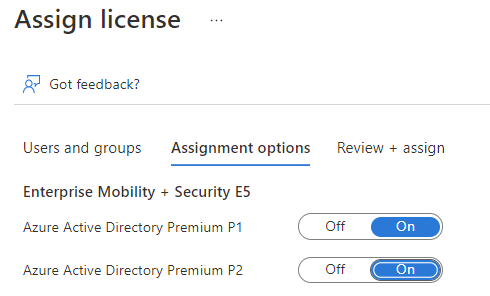 Assign license ...
Got feedback?
Users and groups Assignment options Review + assign
Enterprise Mobility + Security E5
Azure Active Directory Premium P1 Off On
Azure Active Directory Premium P2 Off On